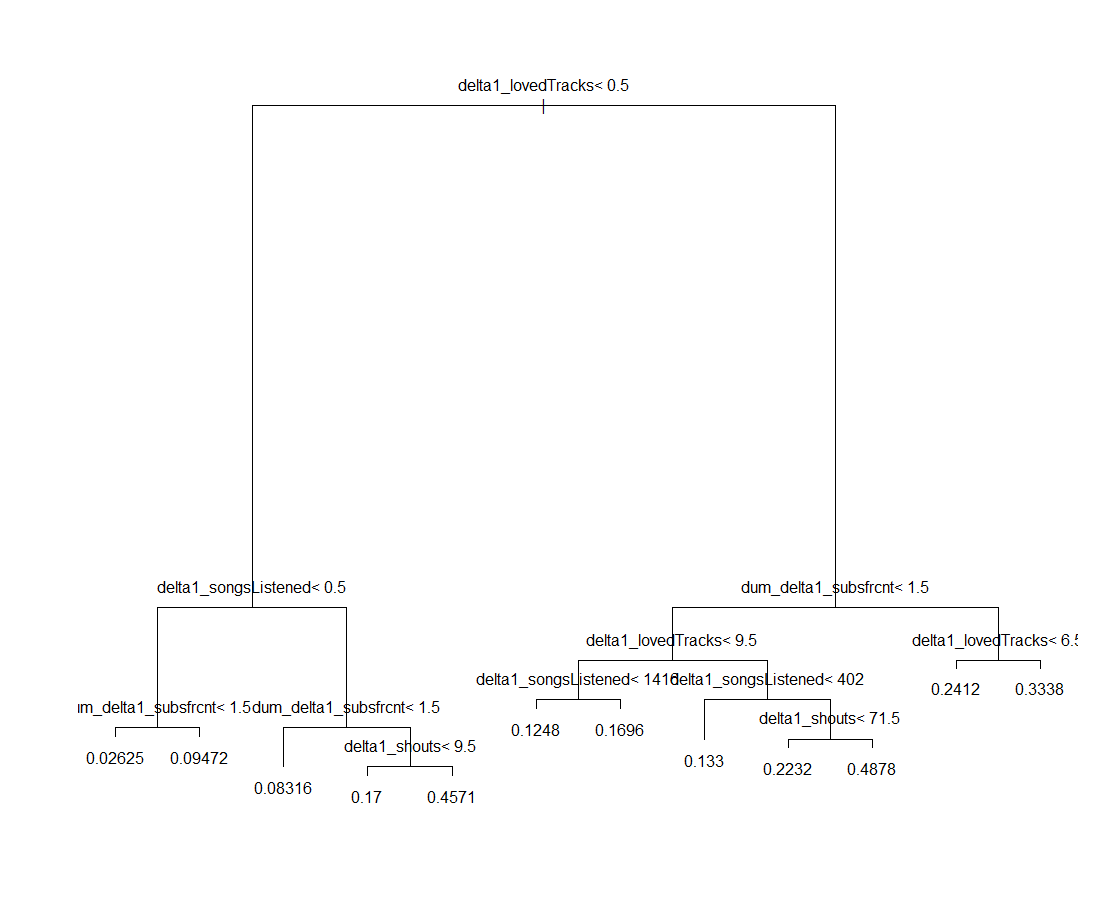 delta1_lovedTracks< 0.5
delta1_songsListened< 0.5
dum_delta1_subsfrcnt< 1.5
delta1_lovedTracks< 9.5
delta1_lovedTracks< 6.5
delta1_songsListened< 1416
delta1_songsListened< 402
um_delta1_subsfrcnt< 1.5
dum_delta1_subsfrcnt< 1.5
delta1_shouts< 71.5
delta1_shouts< 9.5
0.2412
0.3338
0.1248
0.1696
0.02625
0.09472
0.133
0.2232
0.4878
0.08316
0.17
0.4571